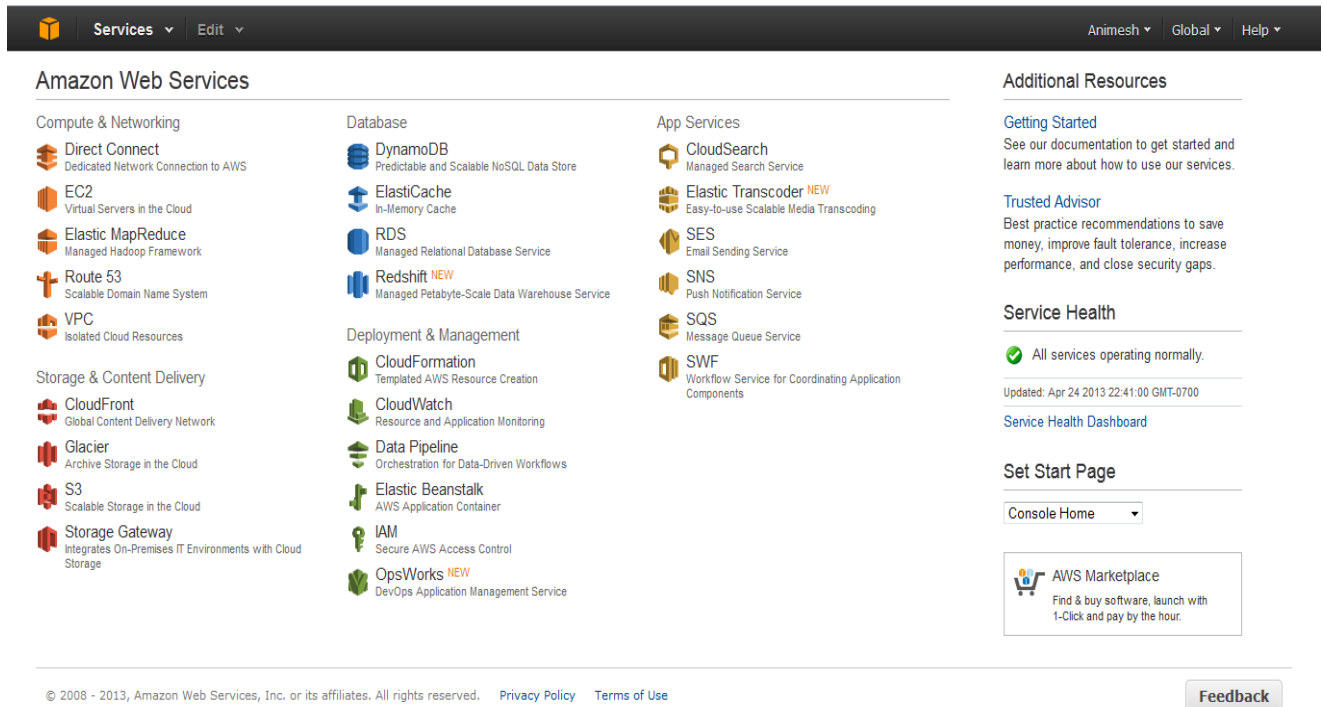 Services Edit Animesh Global Help
Amazon Web Services
Compute & Networking
Direct Connect
Dedicated Network Connection to AWS
EC2
Virtual Servers in the Cloud
Elastic MapReduce
Managed Hadoop Framework
Route 53
Scalable Domain Name System
VPC
Isolated Cloud Resources
Storage & Content Delivery
CloudFront
Global Content Delivery Network
Glacier
Archive Storage in the Cloud
S3
Scalable Storage in the Cloud
Storage Gateway
Integrates On-Premises IT Environments with Cloud
Storage
Database
DynamoDB
Predictable and Scalable NoSQL Data Store
ElastiCache
In-Memory Cache
RDS
Managed Relational Database Service
Redshift NEW
Managed Petabyte-Scale Data Warehouse Service
Deployment & Management
CloudFormation
Templated AWS Resource Creation
CloudWatch
Resource and Application Monitoring
Data Pipeline
Orchestration for Data-Driven Workflows
Elastic Beanstalk
AWS Application Container
IAM
Secure AWS Access Control
OpsWorks NEW
DevOps Application Management Service
App Services
CloudSearch
Managed Search Service
Elastic Transcoder NEW
Easy-to-use Scalable Media Transcoding
SES
Email Sending Service
SNS
Push Notification Service
SQS
Message Queue Service
SWF
Workflow Service for Coordinating Application
Components
Additional Resources
Getting Started
See our documentation to get started and
learn more about how to use our services.
Trusted Advisor
Best practice recommendations to save
money, improve fault tolerance, increase
performance, and close security gaps.
Service Health
All services operating normally.
Updated: Apr 24 2013 22:41:00 GMT-0700
Service Health Dashboard
Set Start Page
Console Home
AWS Marketplace
Find & buy software, launch with
1-Click and pay by the hour.
© 2008 - 2013, Amazon Web Services, Inc. or its affiliates. All rights reserved. Privacy Policy Terms of Use
Feedback